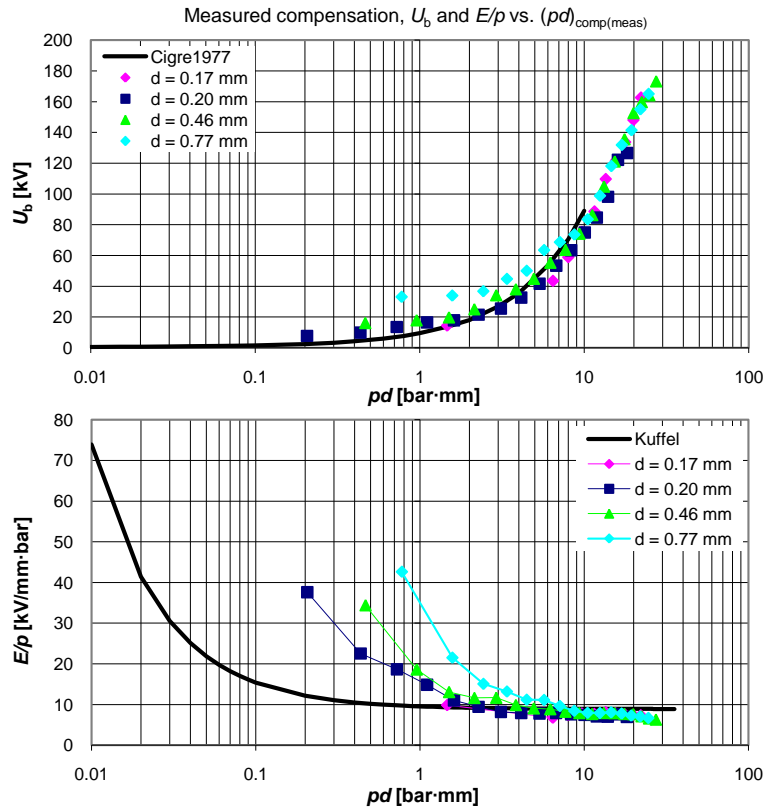 Measured compensation, U_b and E/p vs. (pd)_comp(meas)
200
180
160
140
120
100
80
60
40
20
0
U_b [kV]
Cigre1977
d = 0.17 mm
d = 0.20 mm
d = 0.46 mm
d = 0.77 mm
0.01 0.1 1 10 100
pd [bar·mm]
80
70
60
50
40
30
20
10
0
E/p [kV/mm·bar]
Kuffel
d = 0.17 mm
d = 0.20 mm
d = 0.46 mm
d = 0.77 mm
0.01 0.1 1 10 100
pd [bar·mm]